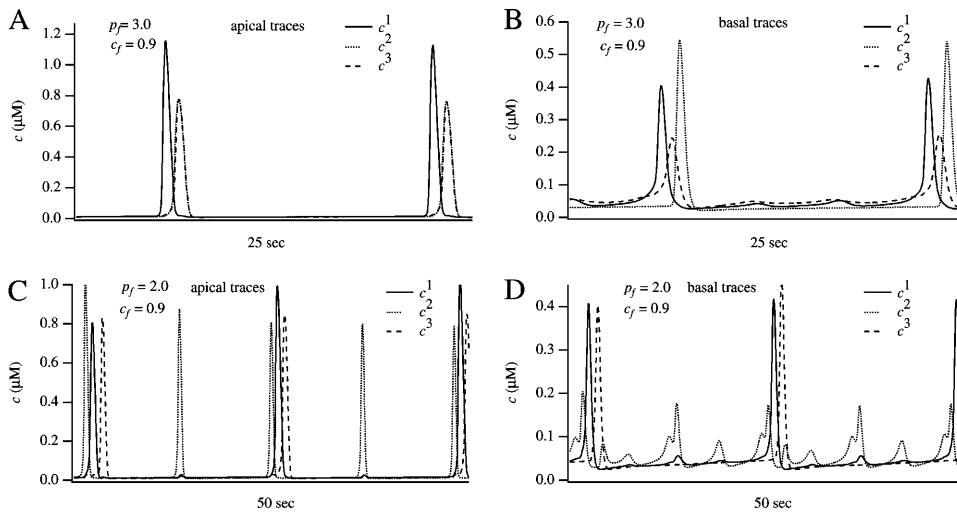 A
p_f = 3.0
c_f = 0.9
apical traces
c^1
c^2
c^3
c (μM)
1.2
1.0
0.8
0.6
0.4
0.2
0.0
25 sec
B
p_f = 3.0
c_f = 0.9
basal traces
c^1
c^2
c^3
c (μM)
0.6
0.5
0.4
0.3
0.2
0.1
0.0
25 sec
C
p_f = 2.0
c_f = 0.9
apical traces
c^1
c^2
c^3
c (μM)
1.0
0.8
0.6
0.4
0.2
0.0
50 sec
D
p_f = 2.0
c_f = 0.9
basal traces
c^1
c^2
c^3
c (μM)
0.4
0.3
0.2
0.1
0.0
50 sec